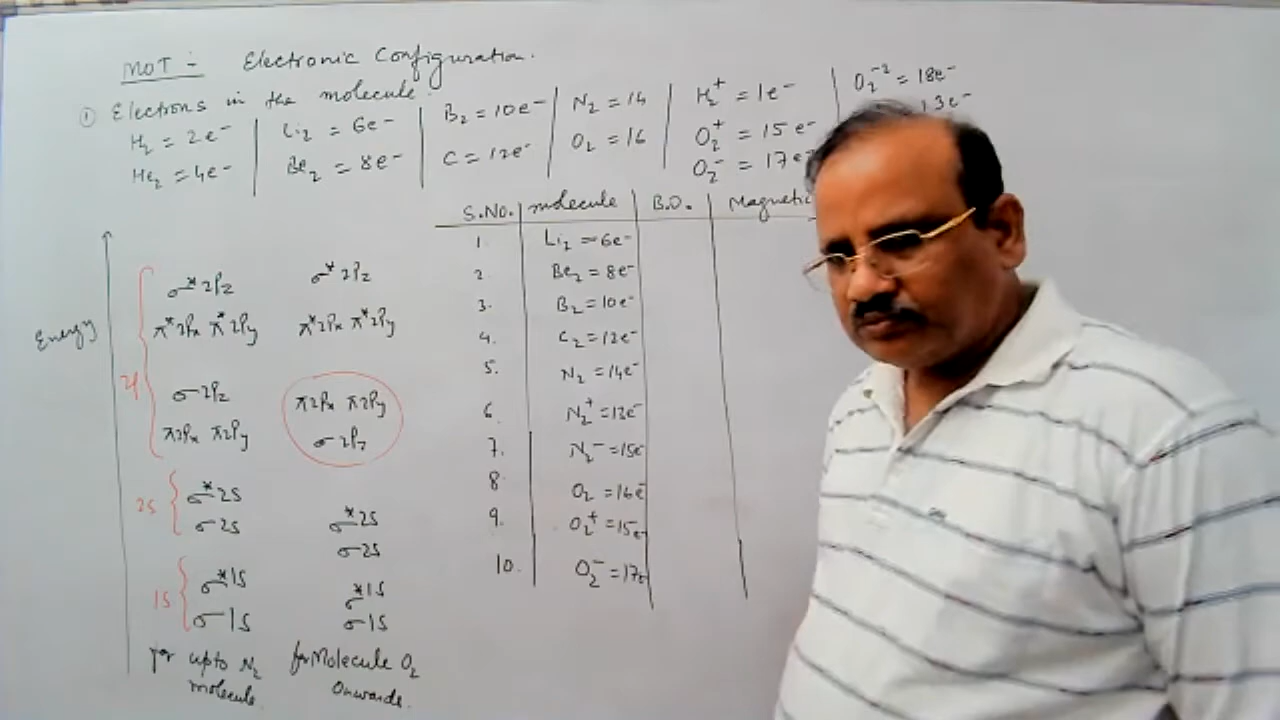 MOT :- Electronic Configuration.
① Electrons in the molecule.
H₂ = 2e⁻
He₂ = 4e⁻
Li₂ = 6e⁻
Be₂ = 8e⁻
B₂ = 10e⁻
C = 12e⁻
N₂ = 14
O₂ = 16
H₂⁺ = 1e⁻
O₂⁺ = 15e⁻
O₂⁻ = 17e⁻
O₂⁻² = 18e⁻
13e⁻
Energy
2p
2s
1s
σ*2Pz
π*2Px π*2Py
σ2Pz
π2Px π2Py
σ*2S
σ2S
σ*1S
σ1S
for upto N₂
molecule.
σ*2Pz
π*2Px π*2Py
π2Px π2Py
σ2Pz
σ*2S
σ2S
σ*1S
σ1S
for Molecule O₂
Onwards.
S.NO. molecule B.O. Magnetic
1. Li₂ = 6e⁻
2. Be₂ = 8e⁻
3. B₂ = 10e⁻
4. C₂ = 12e⁻
5. N₂ = 14e⁻
6. N₂⁺ = 13e⁻
7. N₂⁻ = 15e⁻
8. O₂ = 16e⁻
9. O₂⁺ = 15e⁻
10. O₂⁻ = 17e